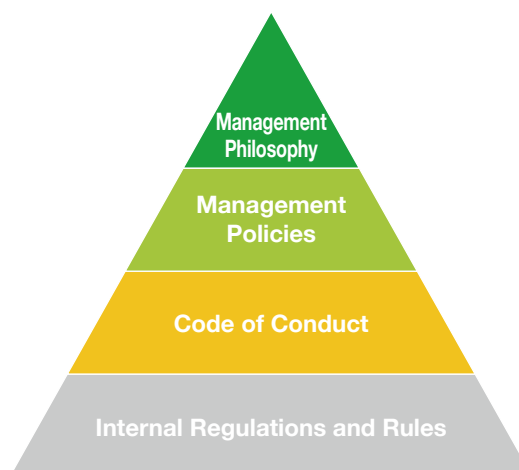 Management
Philosophy
Management
Policies
Code of Conduct
Internal Regulations and Rules